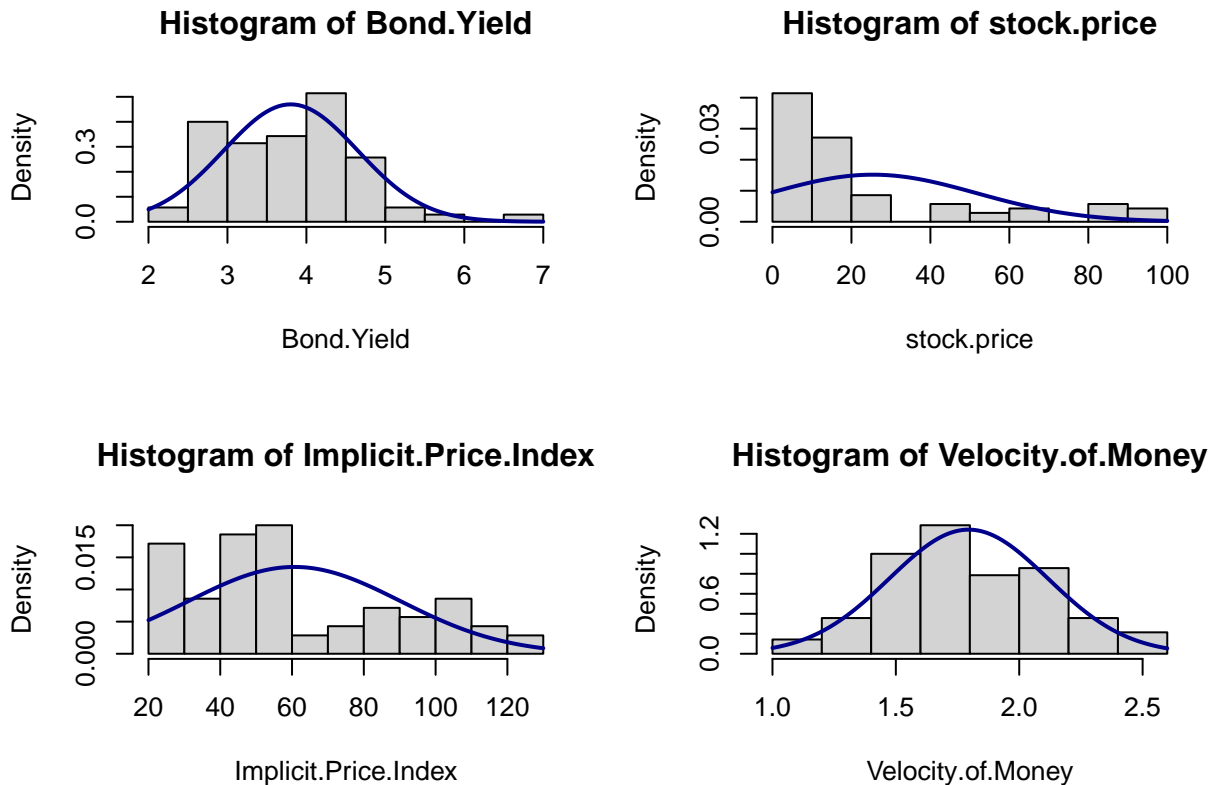 Histogram of Bond.Yield
Density
0.0 0.3
2 3 4 5 6 7
Bond.Yield
Histogram of stock.price
Density
0.00 0.03
0 20 40 60 80 100
stock.price
Histogram of Implicit.Price.Index
Density
0.000 0.015
20 40 60 80 100 120
Implicit.Price.Index
Histogram of Velocity.of.Money
Density
0.0 0.6 1.2
1.0 1.5 2.0 2.5
Velocity.of.Money